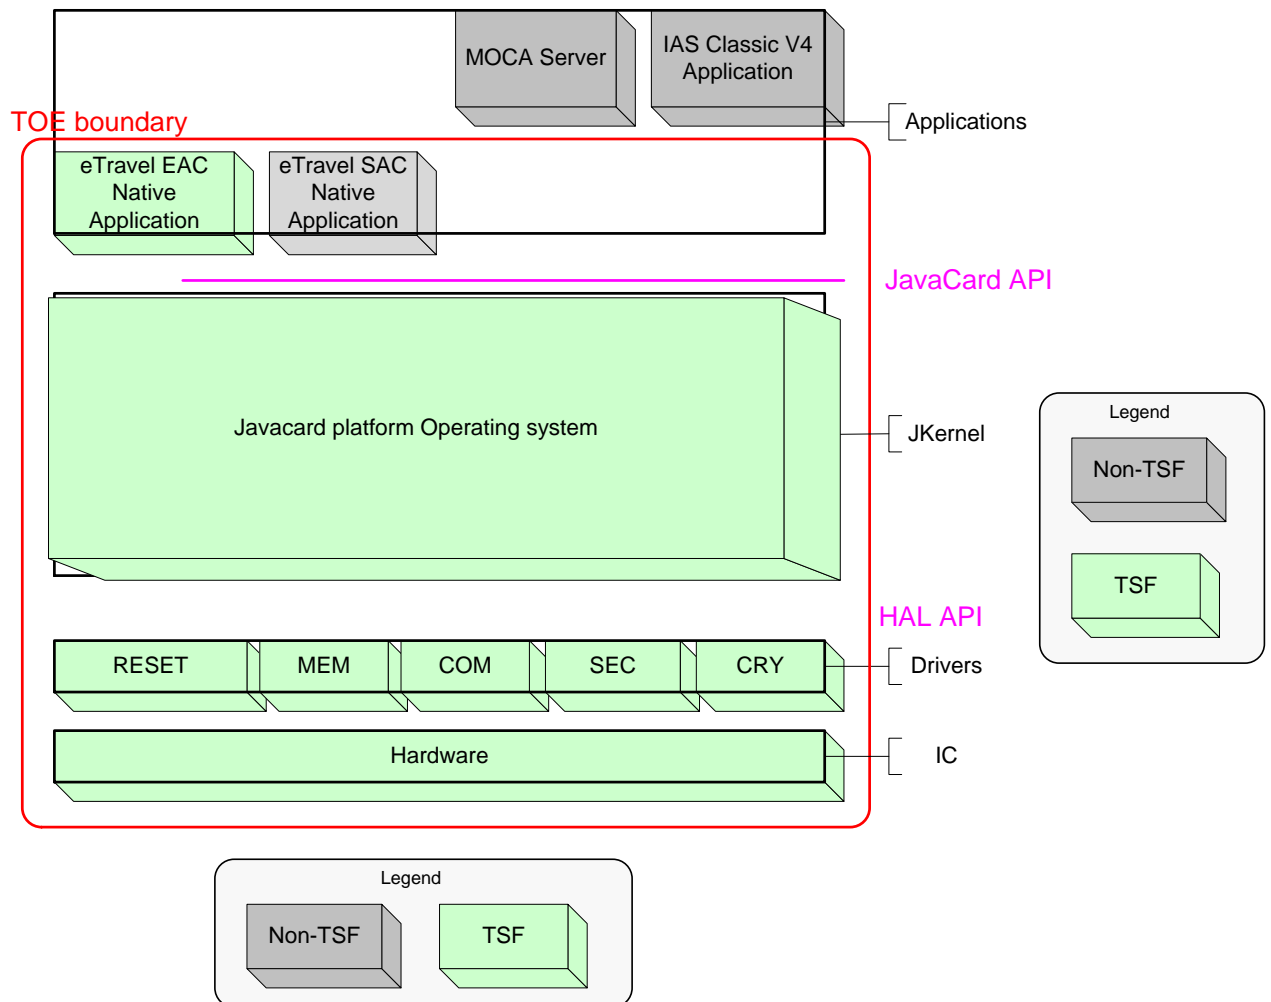 MOCA Server
IAS Classic V4
Application
TOE boundary
Applications
eTravel EAC
Native
Application
eTravel SAC
Native
Application
JavaCard API
Javacard platform Operating system
JKernel
Legend
Non-TSF
TSF
HAL API
RESET
MEM
COM
SEC
CRY
Drivers
Hardware
IC
Legend
Non-TSF
TSF